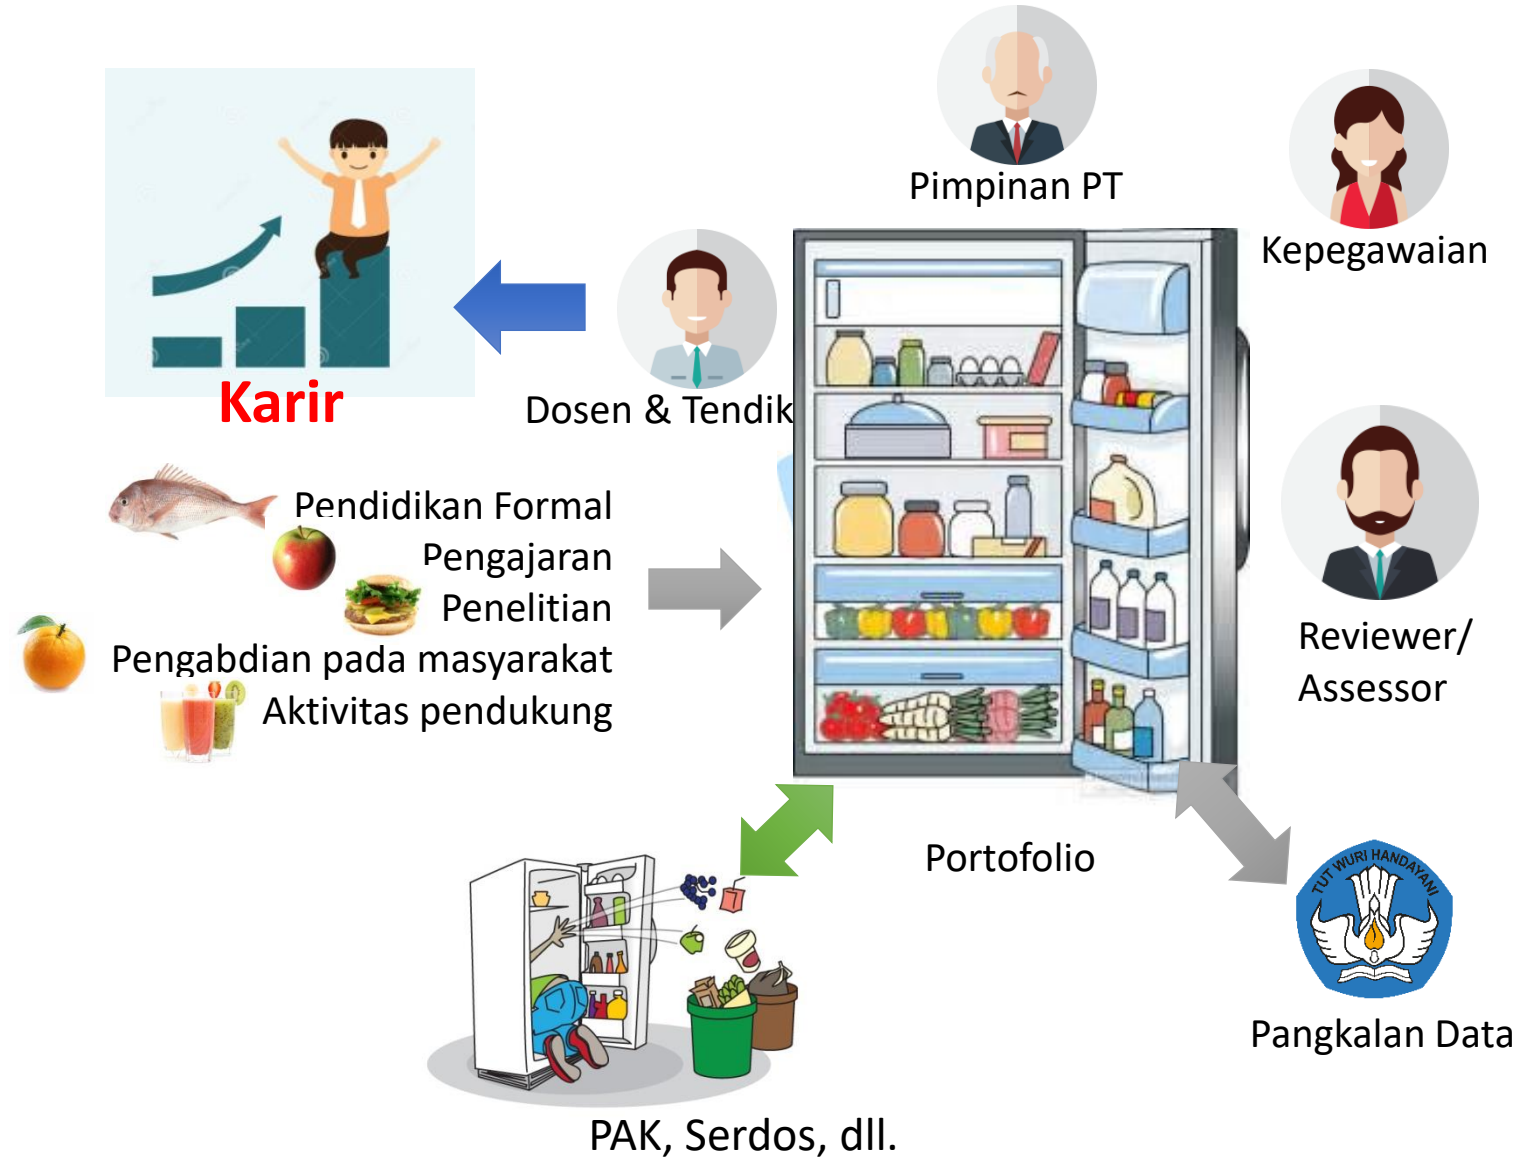 Pimpinan PT
Kepegawaian
Karir
Dosen & Tendik
Pendidikan Formal
Pengajaran
Penelitian
Pengabdian pada masyarakat
Aktivitas pendukung
Reviewer/
Assessor
Portofolio
TUT WURI HANDAYANI
Pangkalan Data
PAK, Serdos, dll.